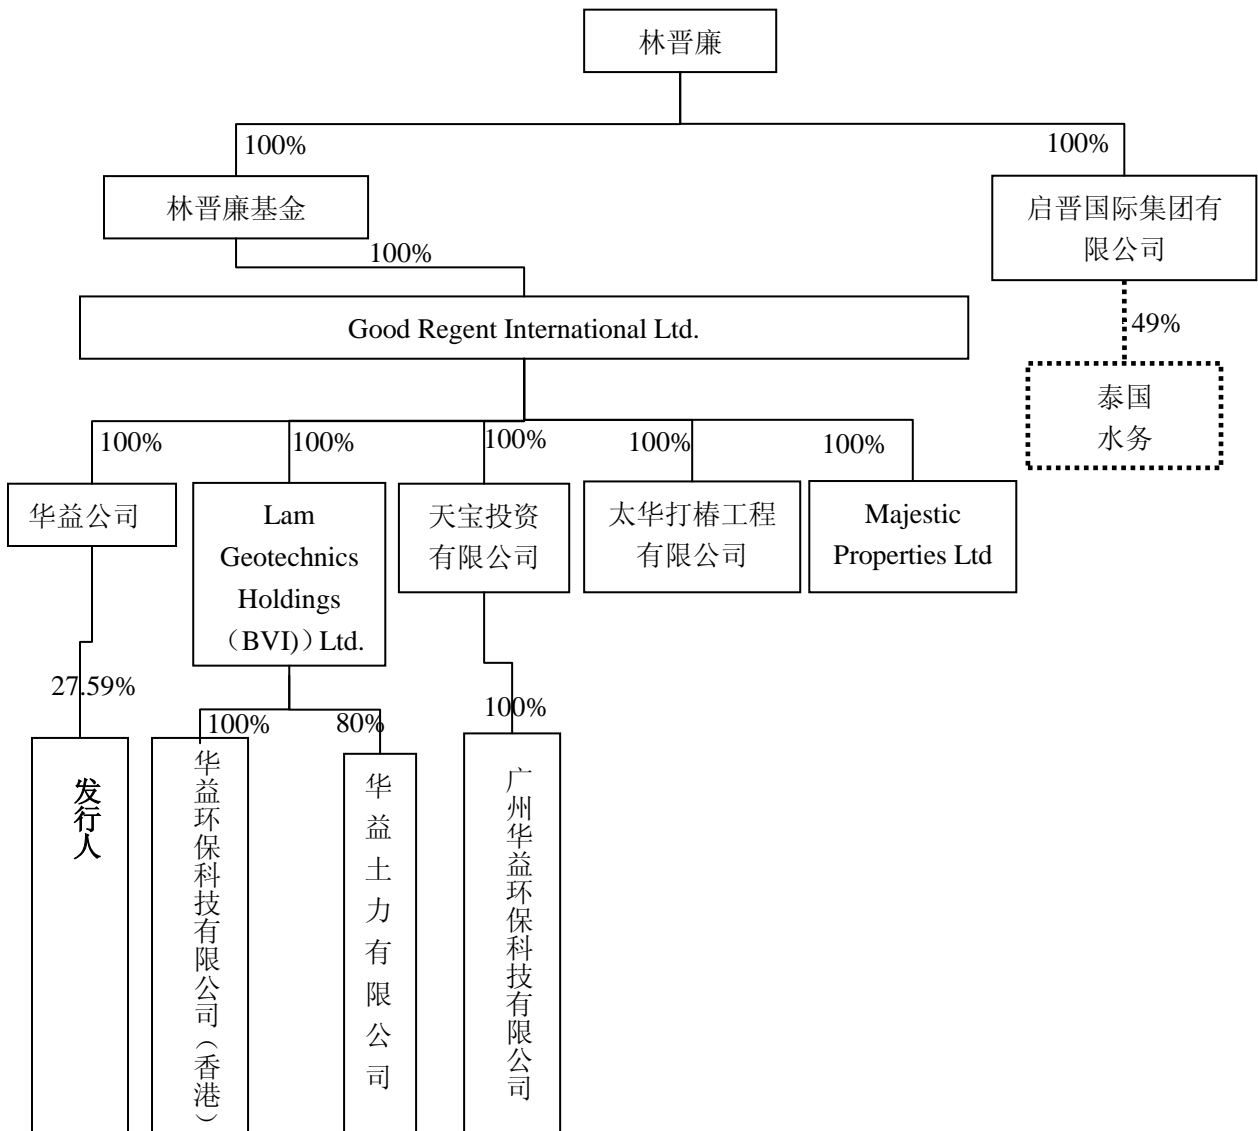 林晋廉
100%
100%
林晋廉基金
启晋国际集团有
限公司
100%
Good Regent International Ltd.
49%
泰国
水务
100%
100%
100%
100%
100%
华益公司
Lam
Geotechnics
Holdings
（BVI)）Ltd.
天宝投资
有限公司
太华打椿工程
有限公司
Majestic
Properties Ltd
27.59%
100%
80%
100%
发行人
华益环保科技有限公司（香港）
华益土力有限公司
广州华益环保科技有限公司